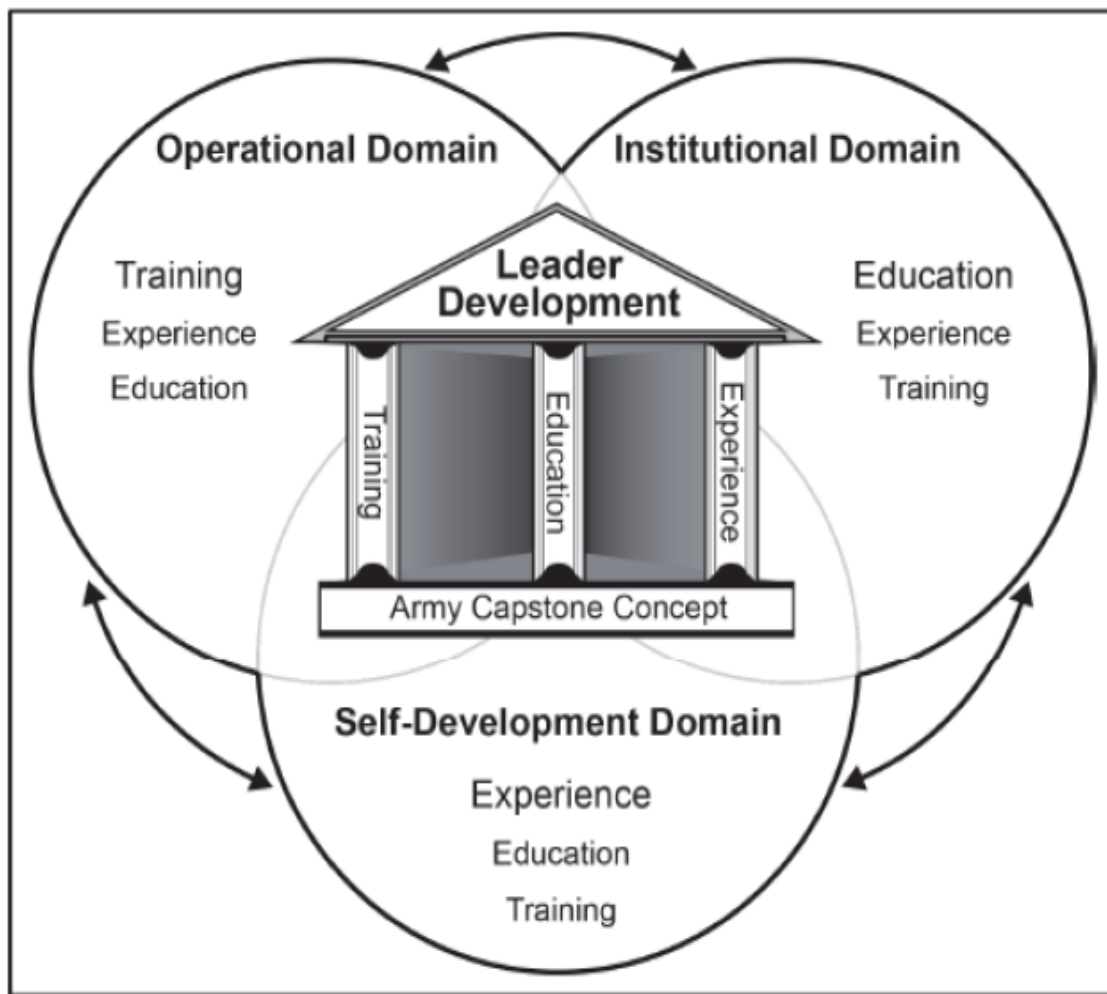 Operational Domain
Institutional Domain
Training
Experience
Education
Education
Experience
Training
Leader
Development
Training
Education
Experience
Army Capstone Concept
Self-Development Domain
Experience
Education
Training